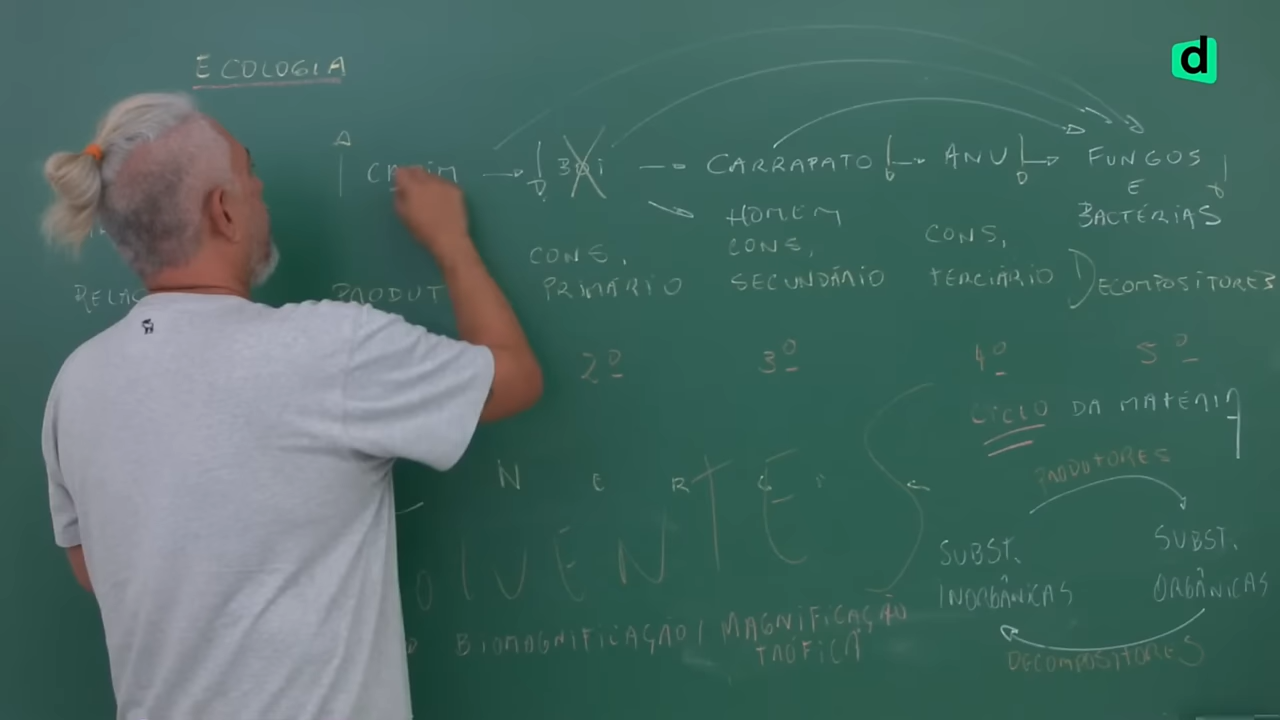 ECOLOGIA
d
CAPIM → BOI → CARRAPATO → ANU → FUNGOS
HOMEM
E
BACTÉRIAS
CONS. PRIMÁRIO
CONS. SECUNDÁRIO
CONS. TERCIÁRIO
DECOMPOSITORES
RELAÇ
PRODUT
2º 3º 4º 5º
CICLO DA MATÉRIA
PRODUTORES
SUBST. INORGÂNICAS
SUBST. ORGÂNICAS
DECOMPOSITORES
BIOMAGNIFICAÇÃO / MAGNIFICAÇÃO
TRÓFICA